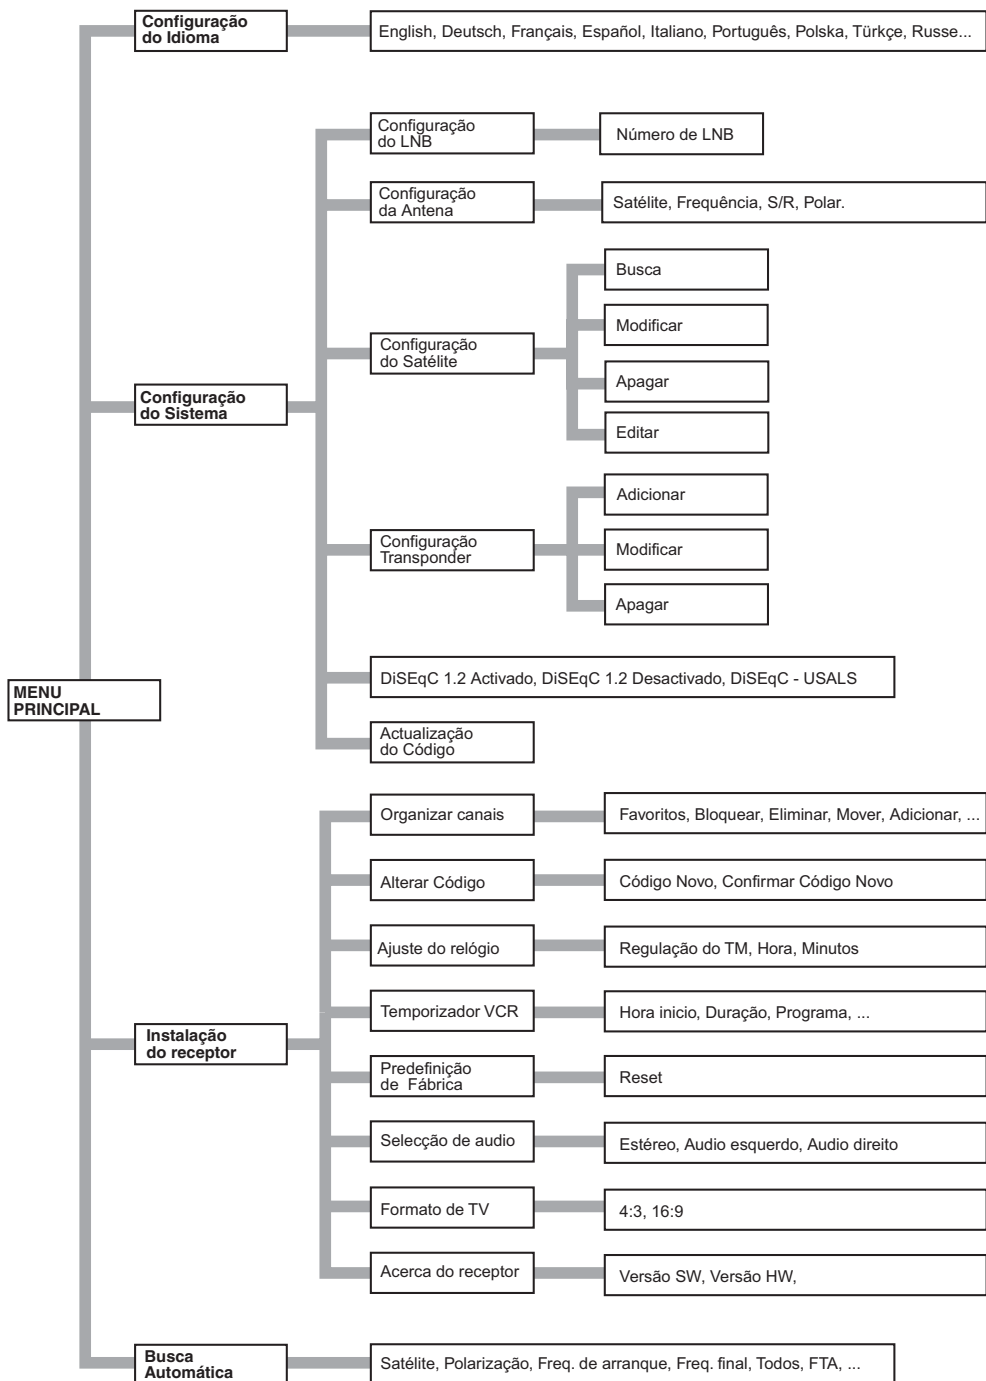 Configuração
do Idioma
English, Deutsch, Français, Español, Italiano, Português, Polska, Türkçe, Russe...
Configuração
do LNB
Número de LNB
Configuração
da Antena
Satélite, Frequência, S/R, Polar.
Busca
Modificar
Configuração
do Satélite
Apagar
Editar
Configuração
do Sistema
Adicionar
Configuração
Transponder
Modificar
Apagar
DiSEqC 1.2 Activado, DiSEqC 1.2 Desactivado, DiSEqC - USALS
MENU
PRINCIPAL
Actualização
do Código
Organizar canais
Favoritos, Bloquear, Eliminar, Mover, Adicionar, ...
Alterar Código
Código Novo, Confirmar Código Novo
Ajuste do relógio
Regulação do TM, Hora, Minutos
Temporizador VCR
Hora inicio, Duração, Programa, ...
Instalação
do receptor
Predefinição
de Fábrica
Reset
Selecção de audio
Estéreo, Audio esquerdo, Audio direito
Formato de TV
4:3, 16:9
Acerca do receptor
Versão SW, Versão HW,
Busca
Automática
Satélite, Polarização, Freq. de arranque, Freq. final, Todos, FTA, ...